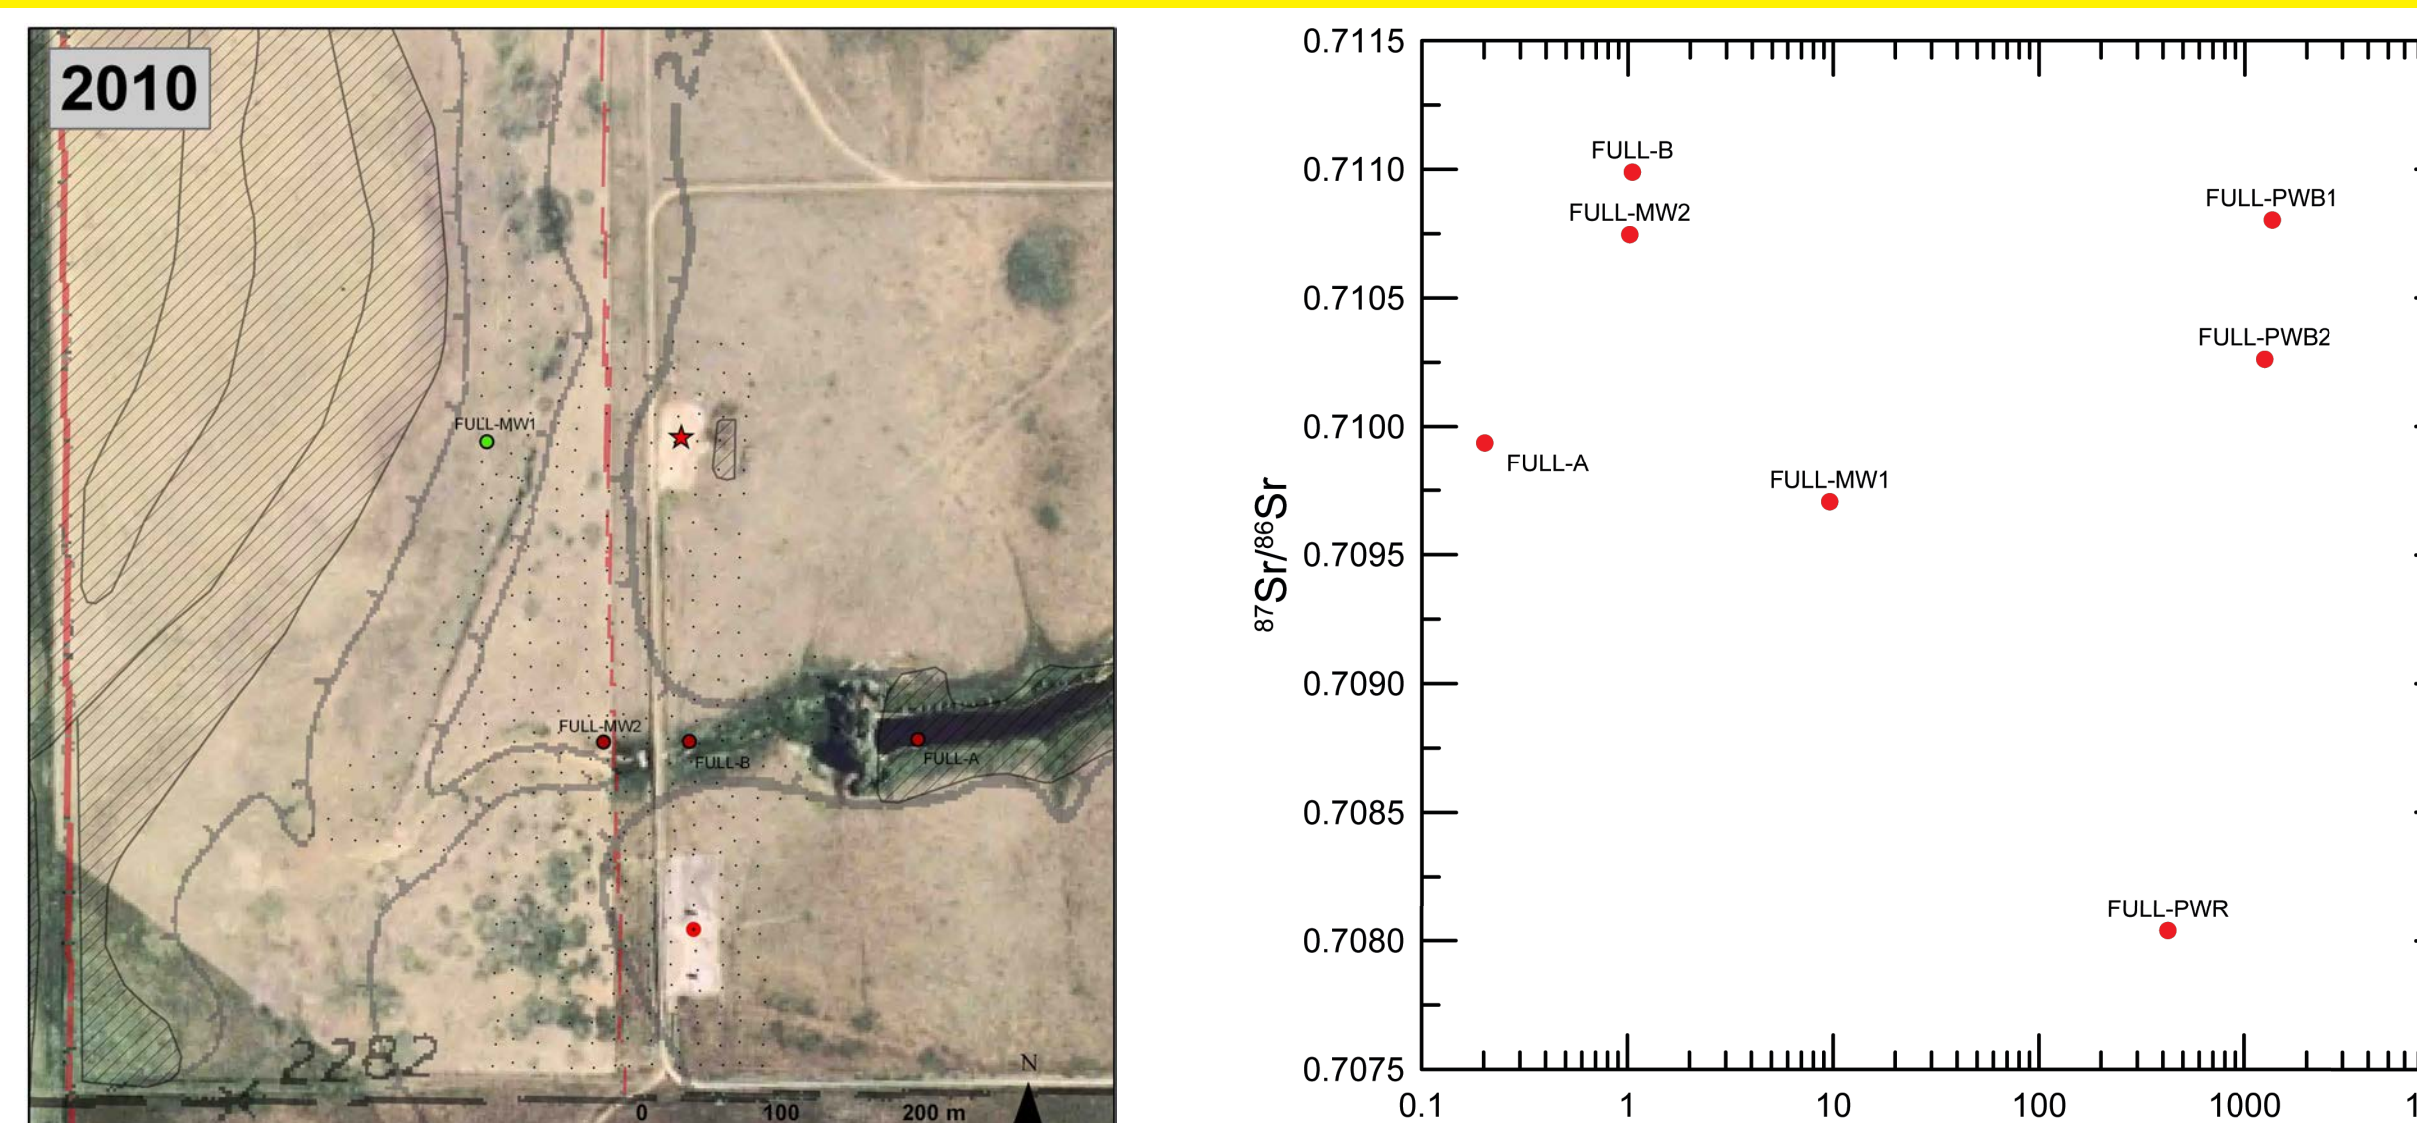 2010
FULL-MW1
FULL-MW2
FULL-B
FULL-A
2282
N
0 100 200 m
0.7115
0.7110
0.7105
0.7100
0.7095
0.7090
0.7085
0.7080
0.7075
⁸⁷Sr/⁸⁶Sr
FULL-B
FULL-MW2
FULL-PWB1
FULL-PWB2
FULL-A
FULL-MW1
FULL-PWR
0.1 1 10 100 1000